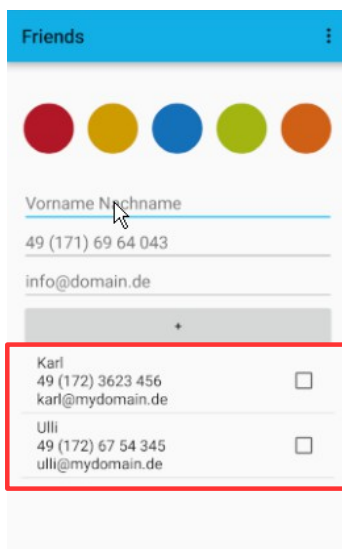 Friends
Vorname Nachname
49 (171) 69 64 043
info@domain.de
+
Karl
49 (172) 3623 456
karl@mydomain.de
Ulli
49 (172) 67 54 345
ulli@mydomain.de